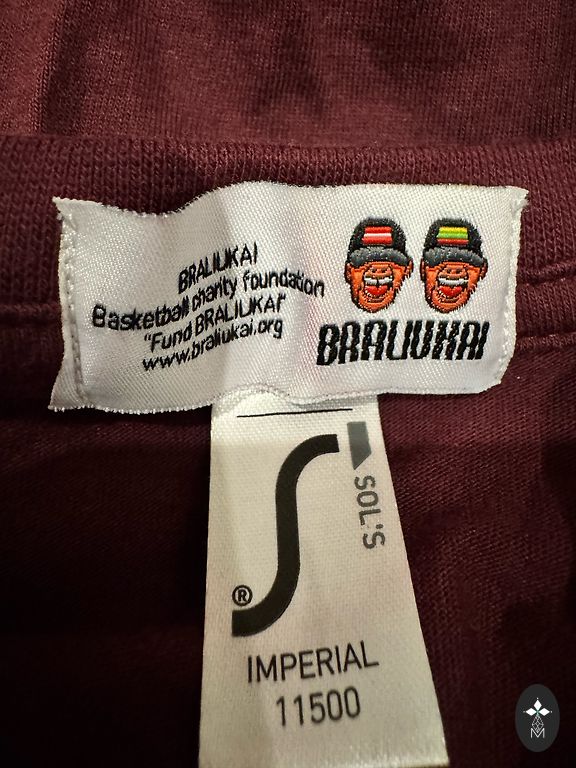 BRALIUKAI
Basketball charity foundation
"Fund BRALIUKAI"
www.braliukai.org
BRALIUKAI
SOL'S
®
IMPERIAL
11500
M